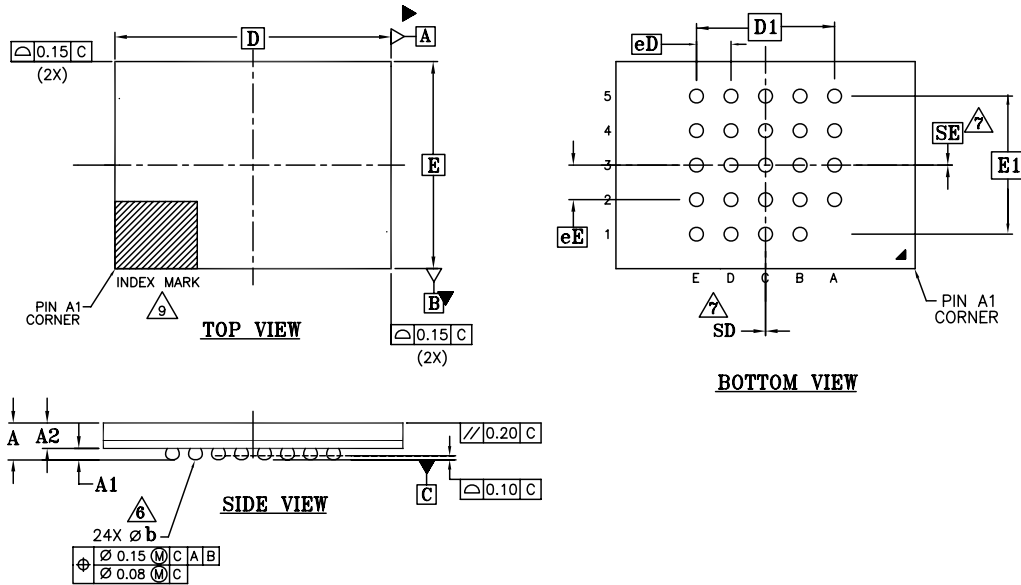 D
A
0.15 C
(2X)
E
INDEX MARK
9
PIN A1
CORNER
B
TOP VIEW
0.15 C
(2X)
D1
eD
5
4
3
2
1
SE
7
E1
eE
E D C B A
7
SD
PIN A1
CORNER
BOTTOM VIEW
A
A2
A1
// 0.20 C
C
0.10 C
SIDE VIEW
6
24X Ø b
⌖ Ø 0.15 Ⓜ C A B
Ø 0.08 Ⓜ C